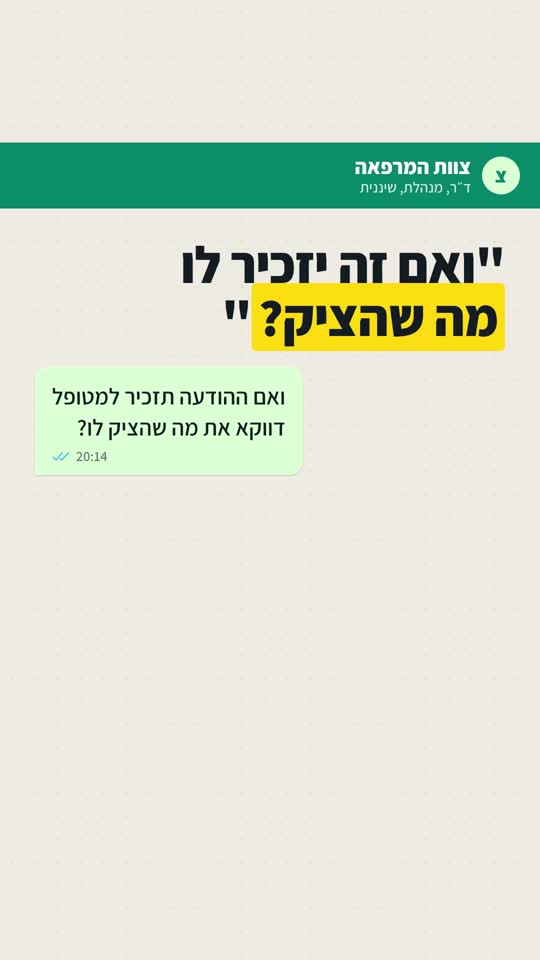 צ
צוות המרפאה
ד״ר, מנהלת, שיננית
"ואם זה יזכיר לו
מה שהציק?"
ואם ההודעה תזכיר למטופל
דווקא את מה שהציק לו?
20:14